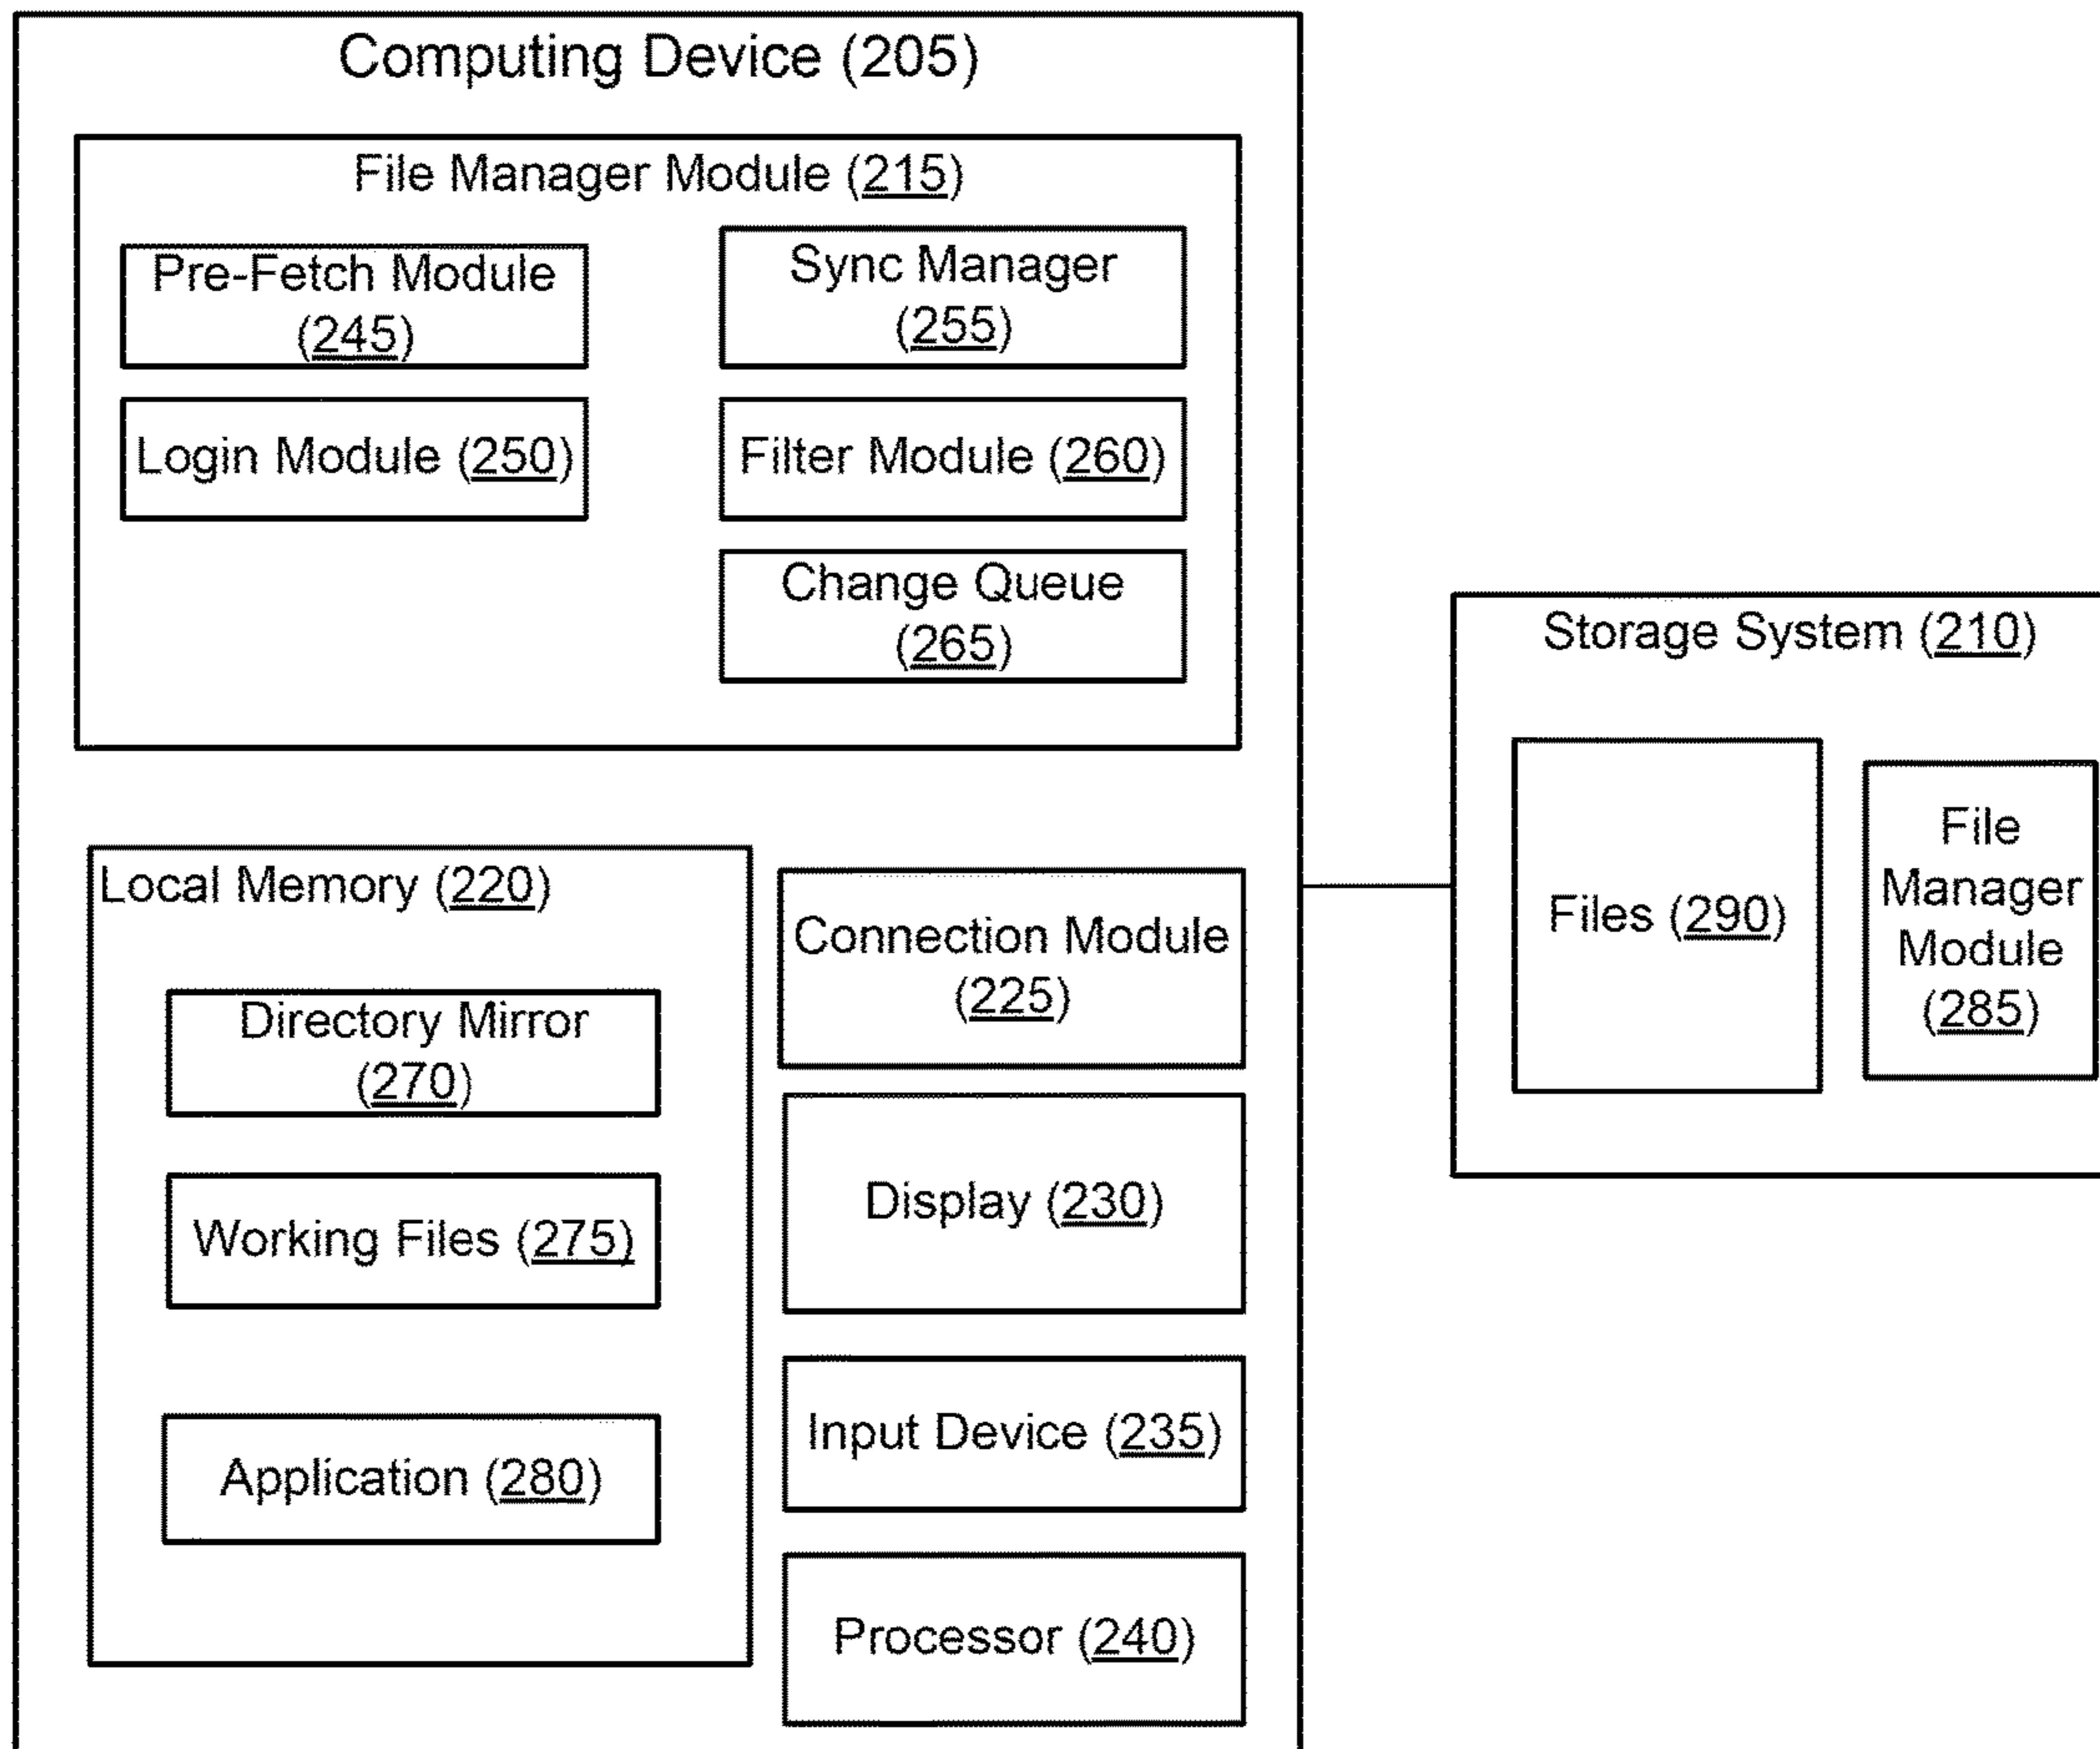 Computing Device (205)
File Manager Module (215)
Pre-Fetch Module
(245)
Login Module (250)
Sync Manager
(255)
Filter Module (260)
Change Queue
(265)
Local Memory (220)
Directory Mirror
(270)
Working Files (275)
Application (280)
Connection Module
(225)
Display (230)
Input Device (235)
Processor (240)
Storage System (210)
Files (290)
File
Manager
Module
(285)